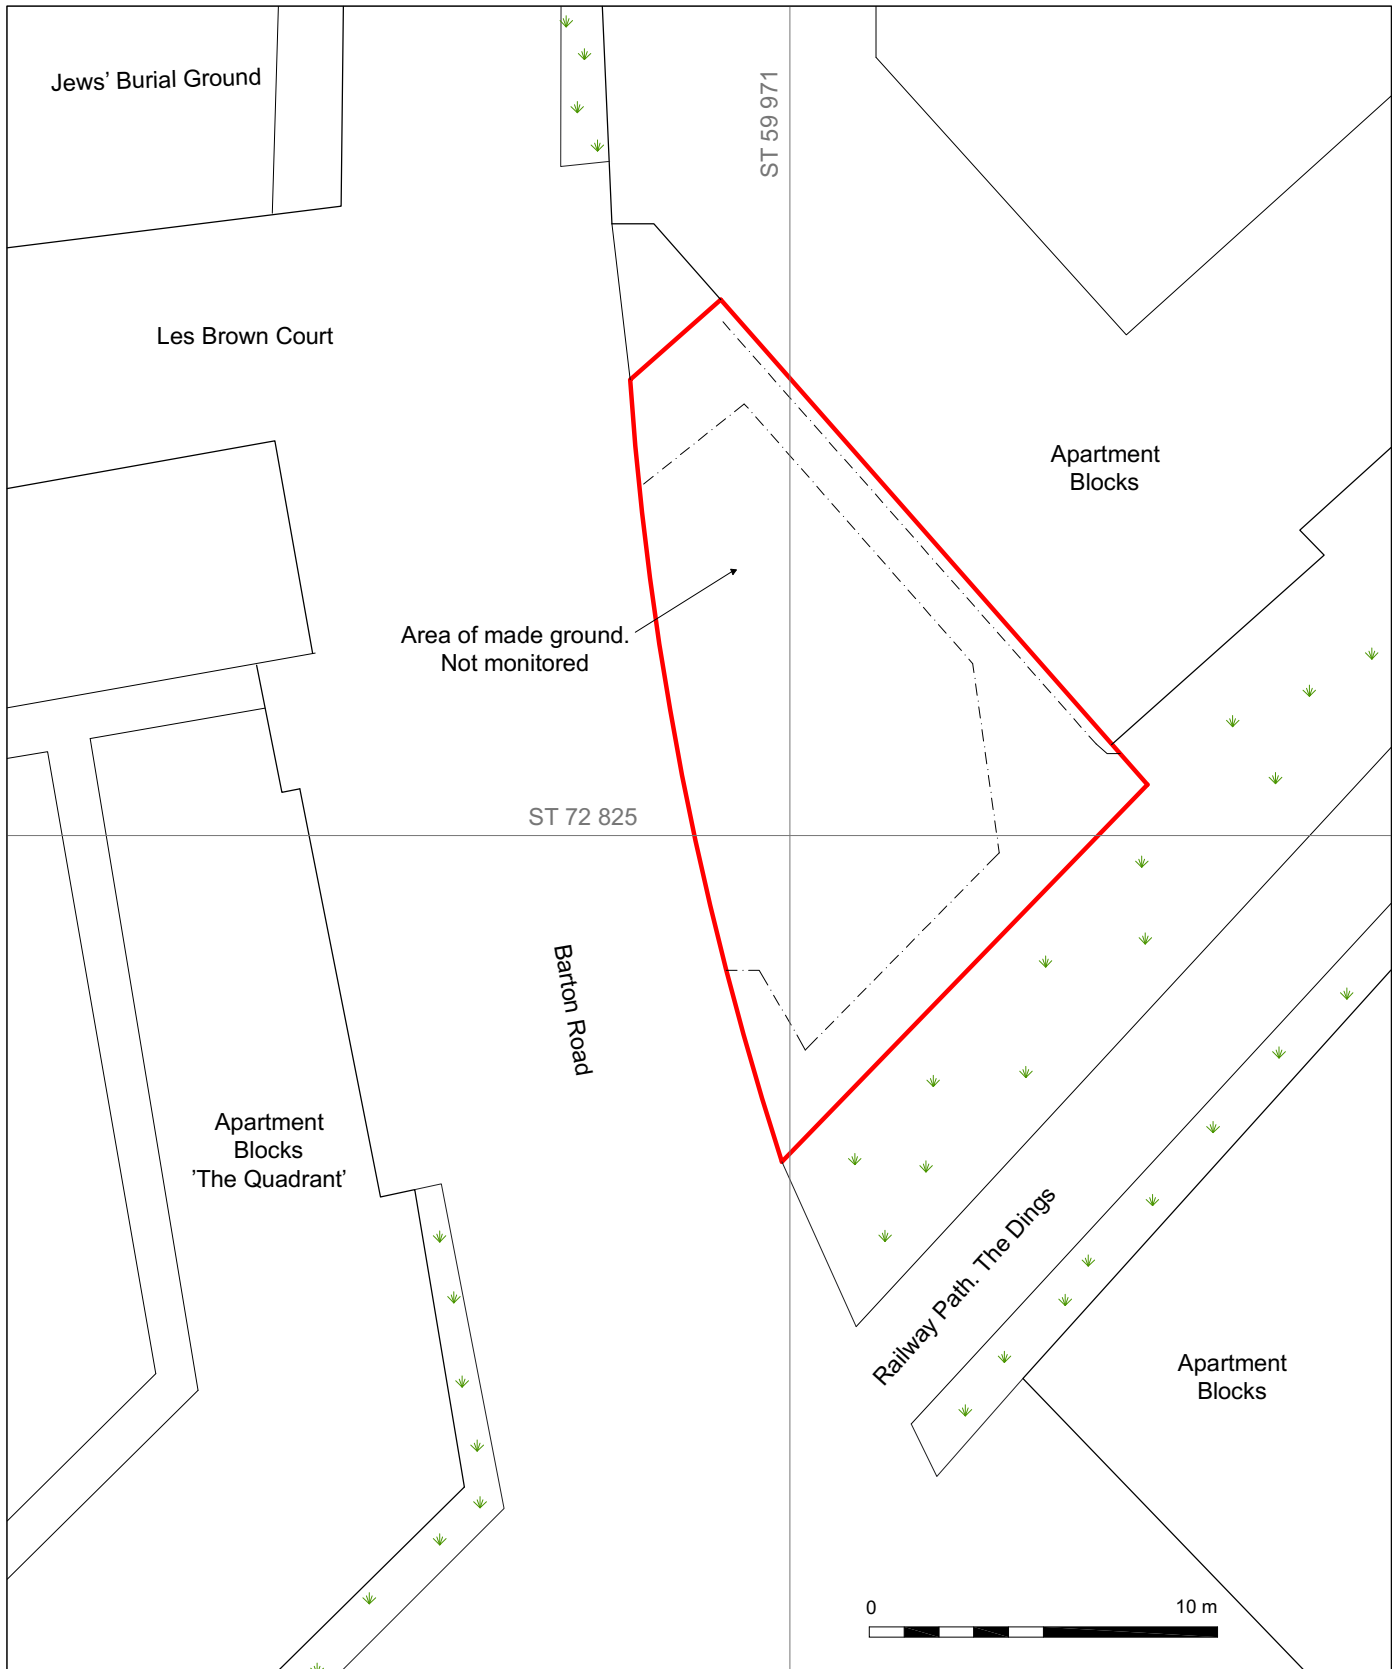 Jews’ Burial Ground
ST 59 971
Les Brown Court
Apartment
Blocks
Area of made ground.
Not monitored
ST 72 825
Barton Road
Apartment
Blocks
’The Quadrant’
Railway Path. The Dings
Apartment
Blocks
0
10 m